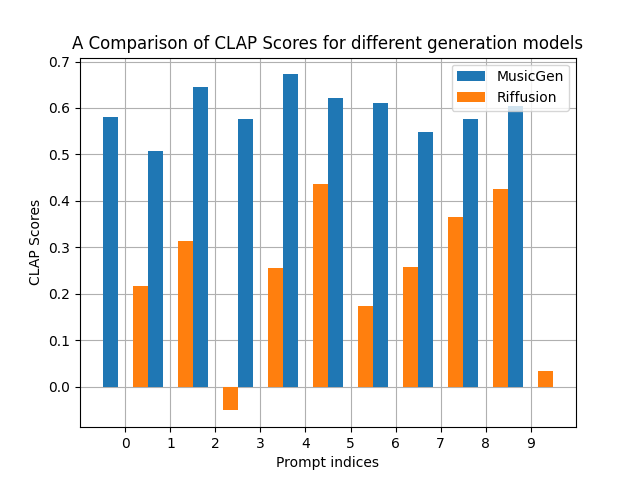 A Comparison of CLAP Scores for different generation models
MusicGen
Riffusion
0.7
0.6
0.5
0.4
0.3
0.2
0.1
0.0
CLAP Scores
0 1 2 3 4 5 6 7 8 9
Prompt indices